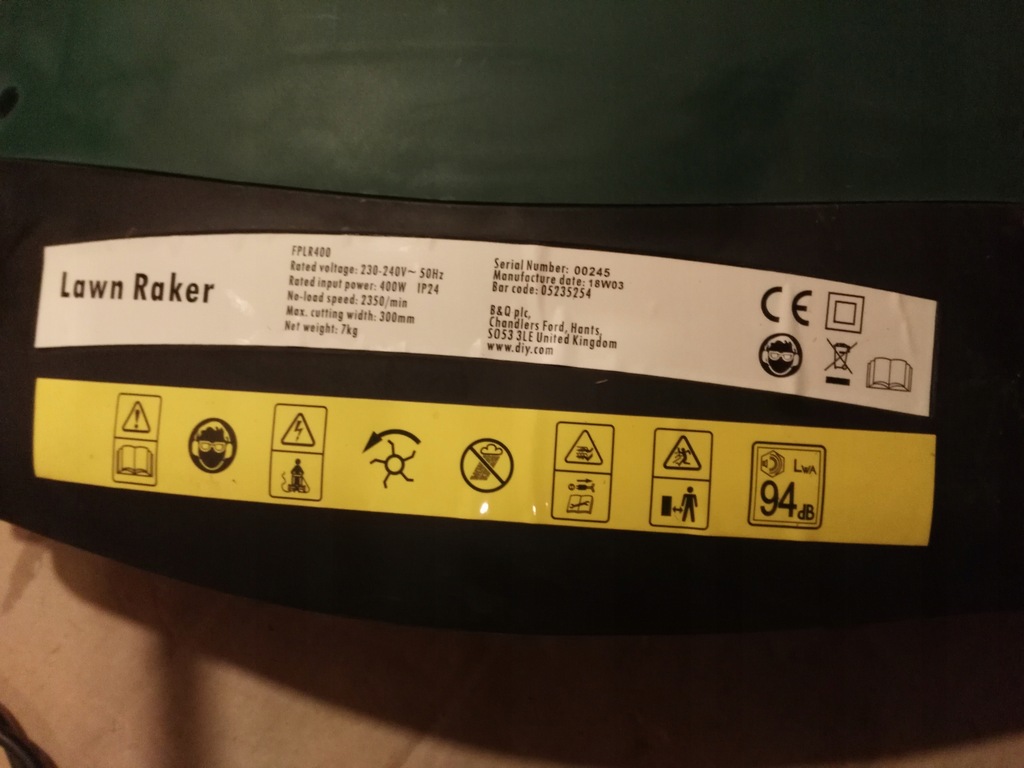 Lawn Raker
FPLR400
Rated voltage: 230-240V~ 50Hz
Rated input power: 400W IP24
No-load speed: 2350/min
Max. cutting width: 300mm
Net weight: 7kg
Serial Number: 00245
Manufacture date: 18W03
Bar code: 05235254
B&Q plc,
Chandlers Ford, Hants,
SO53 3LE United Kingdom
www.diy.com
CE
LWA
94dB